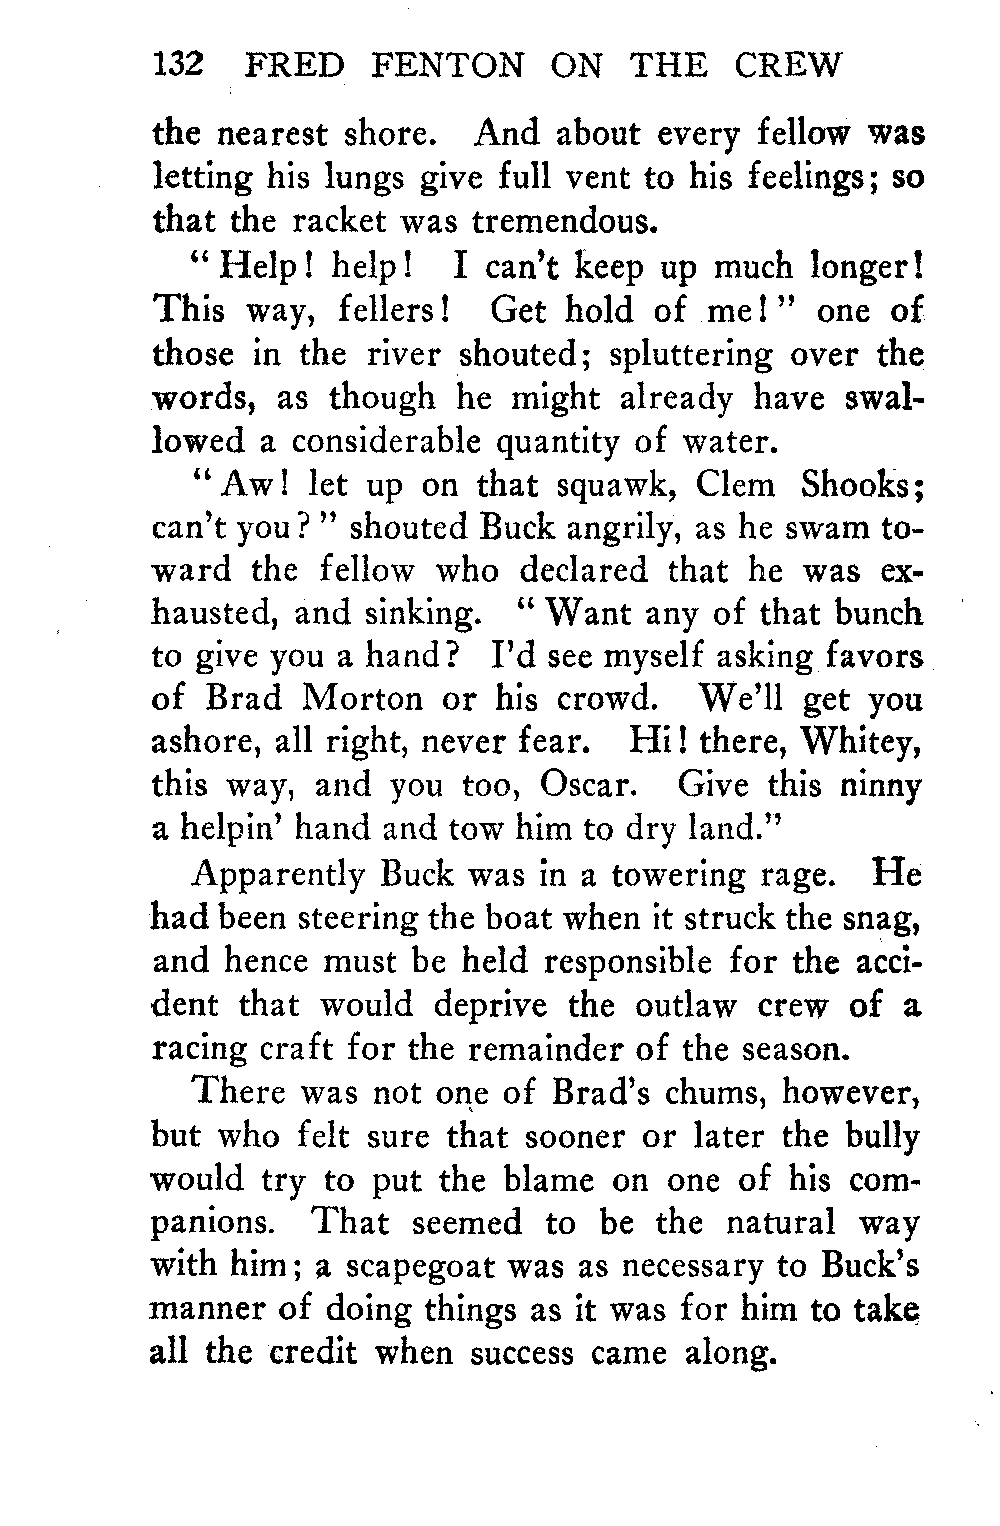 132 FRED FENTON ON THE CREW
the nearest shore. And about every fellow was
letting his lungs give full vent to his feelings; so
that the racket was tremendous.
“Help! help! I can’t keep up much longer!
This way, fellers! Get hold of me!” one of
those in the river shouted; spluttering over the
words, as though he might already have swal-
lowed a considerable quantity of water.
“Aw! let up on that squawk, Clem Shooks;
can’t you?” shouted Buck angrily, as he swam to-
ward the fellow who declared that he was ex-
hausted, and sinking. “Want any of that bunch
to give you a hand? I’d see myself asking favors
of Brad Morton or his crowd. We’ll get you
ashore, all right, never fear. Hi! there, Whitey,
this way, and you too, Oscar. Give this ninny
a helpin’ hand and tow him to dry land.”
Apparently Buck was in a towering rage. He
had been steering the boat when it struck the snag,
and hence must be held responsible for the acci-
dent that would deprive the outlaw crew of a
racing craft for the remainder of the season.
There was not one of Brad’s chums, however,
but who felt sure that sooner or later the bully
would try to put the blame on one of his com-
panions. That seemed to be the natural way
with him; a scapegoat was as necessary to Buck’s
manner of doing things as it was for him to take
all the credit when success came along.